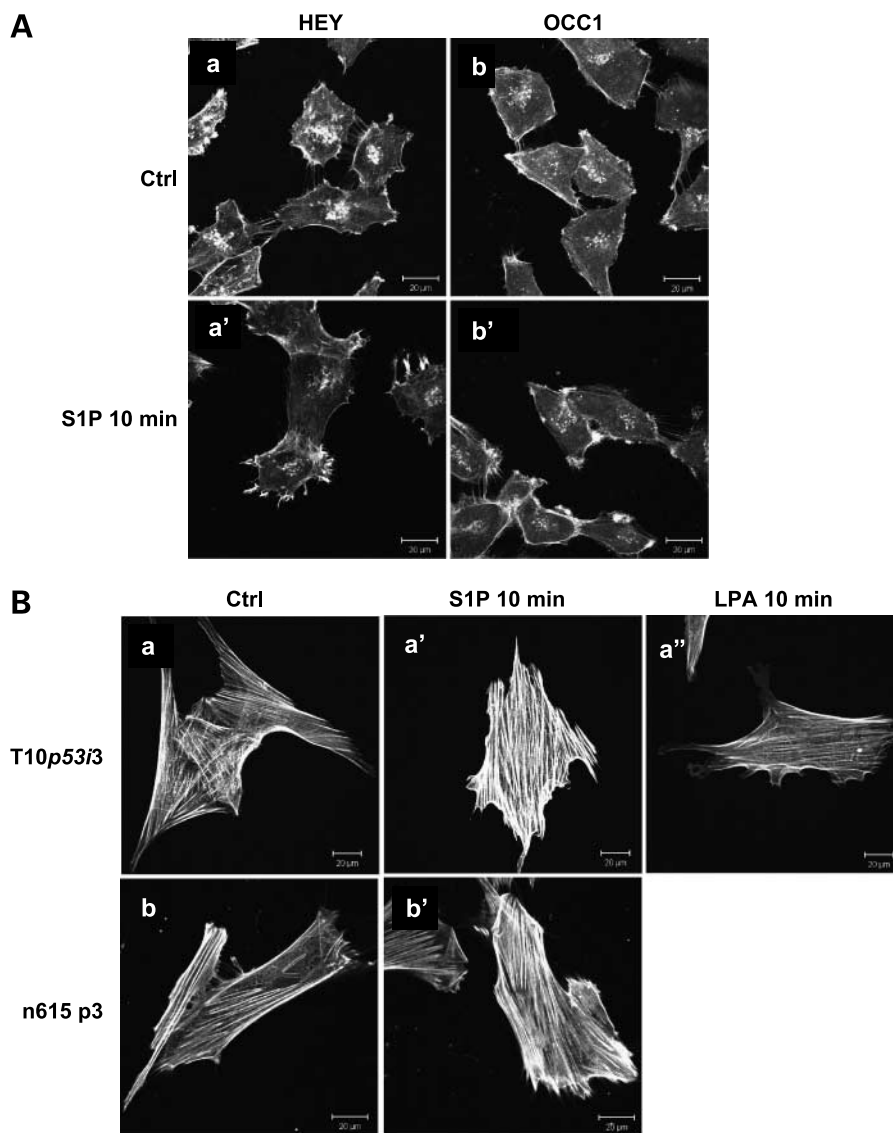 A
HEY
OCC1
Ctrl
a
b
20 µm
20 µm
S1P 10 min
a'
b'
20 µm
20 µm
B
Ctrl
S1P 10 min
LPA 10 min
T10p53i3
a
a'
a"
20 µm
20 µm
20 µm
n615 p3
b
b'
20 µm
20 µm